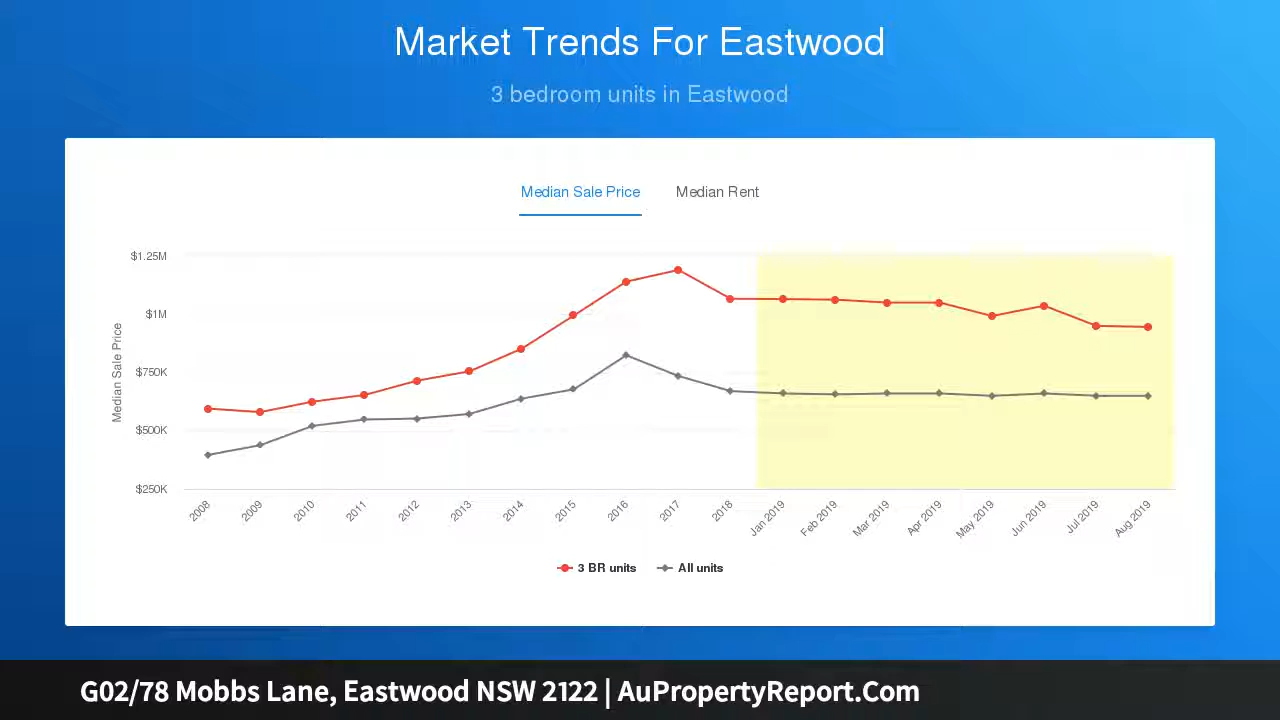 Market Trends For Eastwood
3 bedroom units in Eastwood
Median Sale Price Median Rent
$1.25M
$1M
$750K
$500K
$250K
Median Sale Price
2008 2009 2010 2011 2012 2013 2014 2015 2016 2017 2018 Jan 2019 Feb 2019 Mar 2019 Apr 2019 May 2019 Jun 2019 Jul 2019 Aug 2019
3 BR units All units
G02/78 Mobbs Lane, Eastwood NSW 2122 | AuPropertyReport.Com